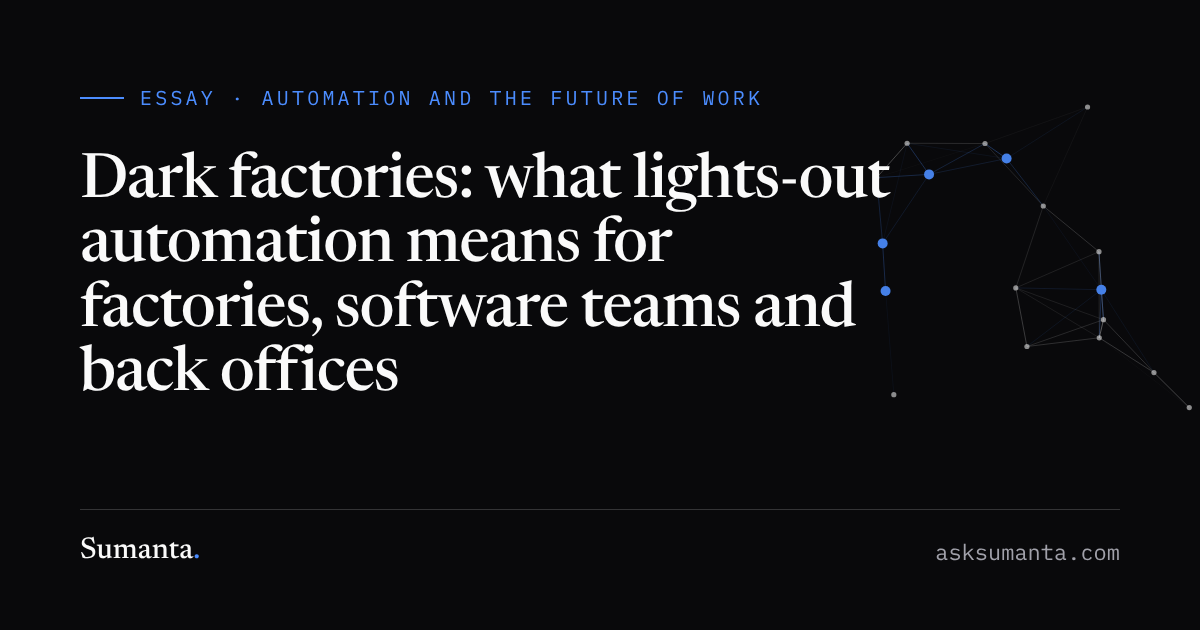 ESSAY · AUTOMATION AND THE FUTURE OF WORK
Dark factories: what lights-out
automation means for
factories, software teams and
back offices
Sumanta.
asksumanta.com